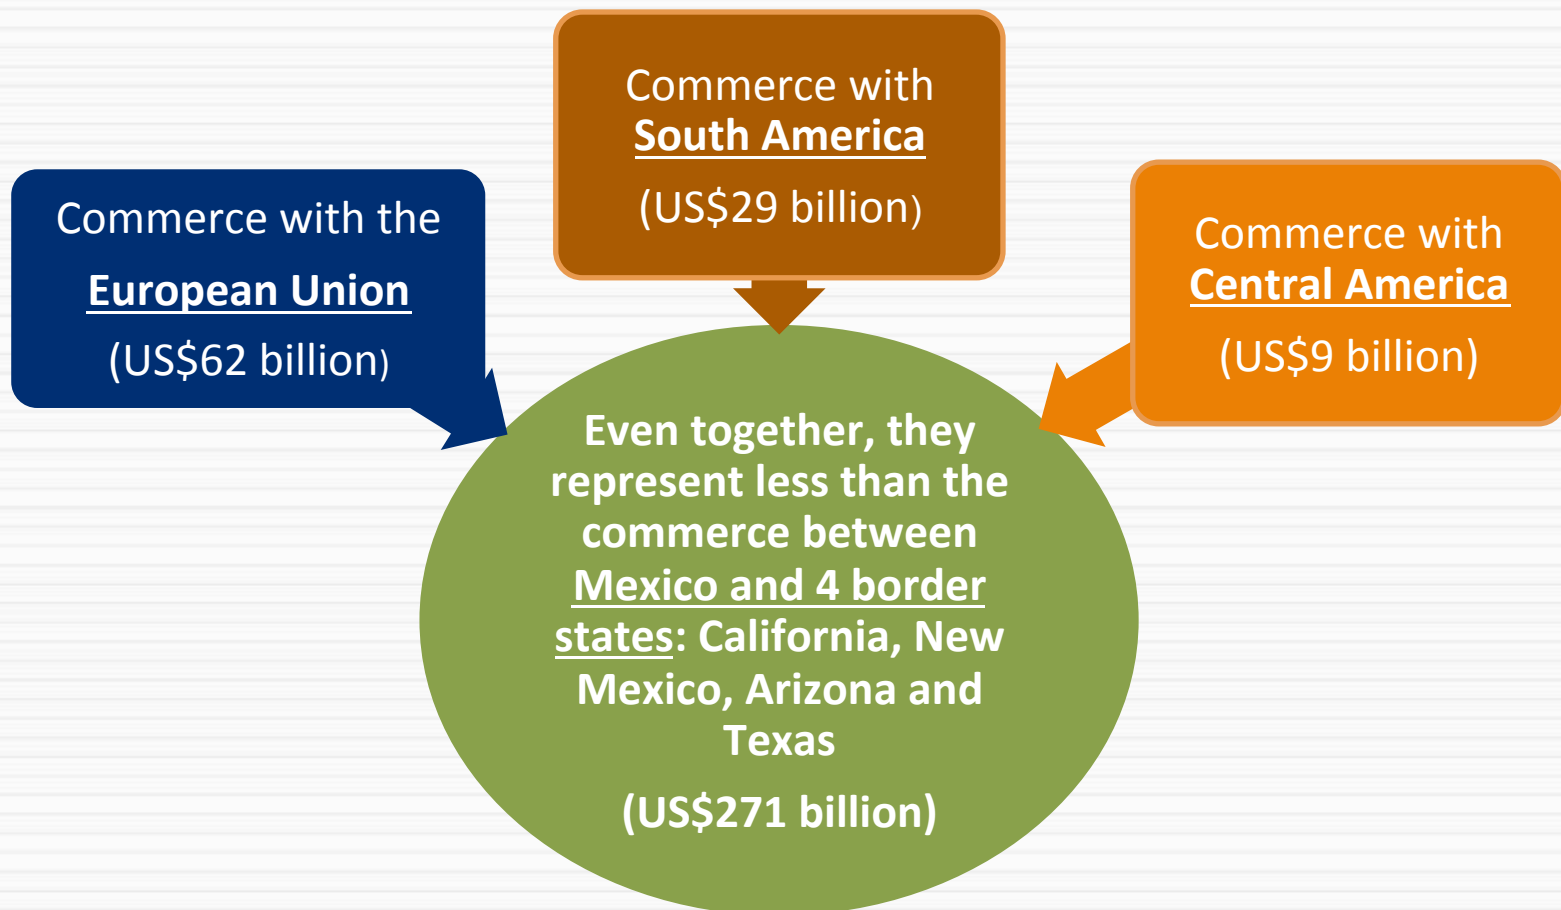 Commerce with the
European Union
(US$62 billion)
Commerce with
South America
(US$29 billion)
Commerce with
Central America
(US$9 billion)
Even together, they
represent less than the
commerce between
Mexico and 4 border
states: California, New
Mexico, Arizona and
Texas
(US$271 billion)